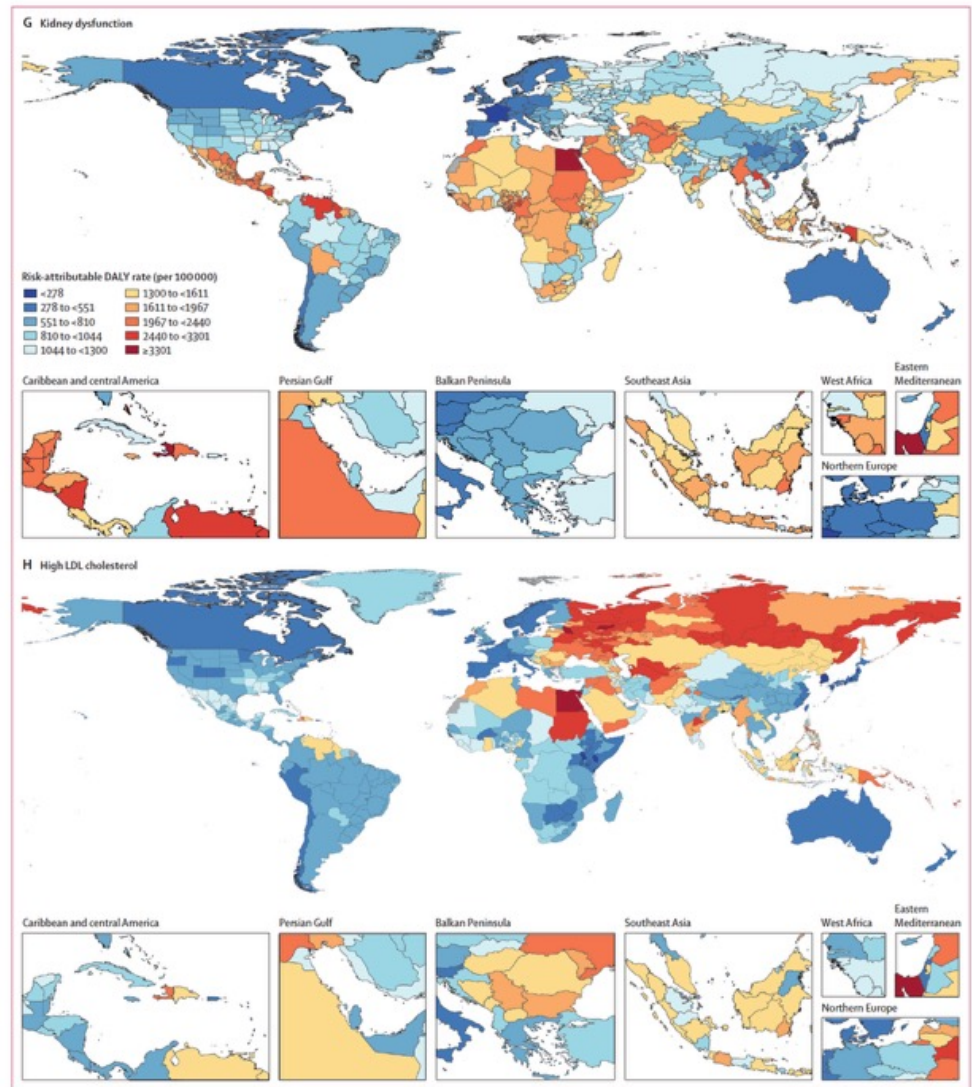 G Kidney dysfunction
Risk-attributable DALY rate (per 100 000)
<278
278 to <551
551 to <810
810 to <1044
1044 to <1300
1300 to <1611
1611 to <1967
1967 to <2440
2440 to <3301
≥3301
Caribbean and central America
Persian Gulf
Balkan Peninsula
Southeast Asia
West Africa
Eastern
Mediterranean
Northern Europe
H High LDL cholesterol
Caribbean and central America
Persian Gulf
Balkan Peninsula
Southeast Asia
West Africa
Eastern
Mediterranean
Northern Europe